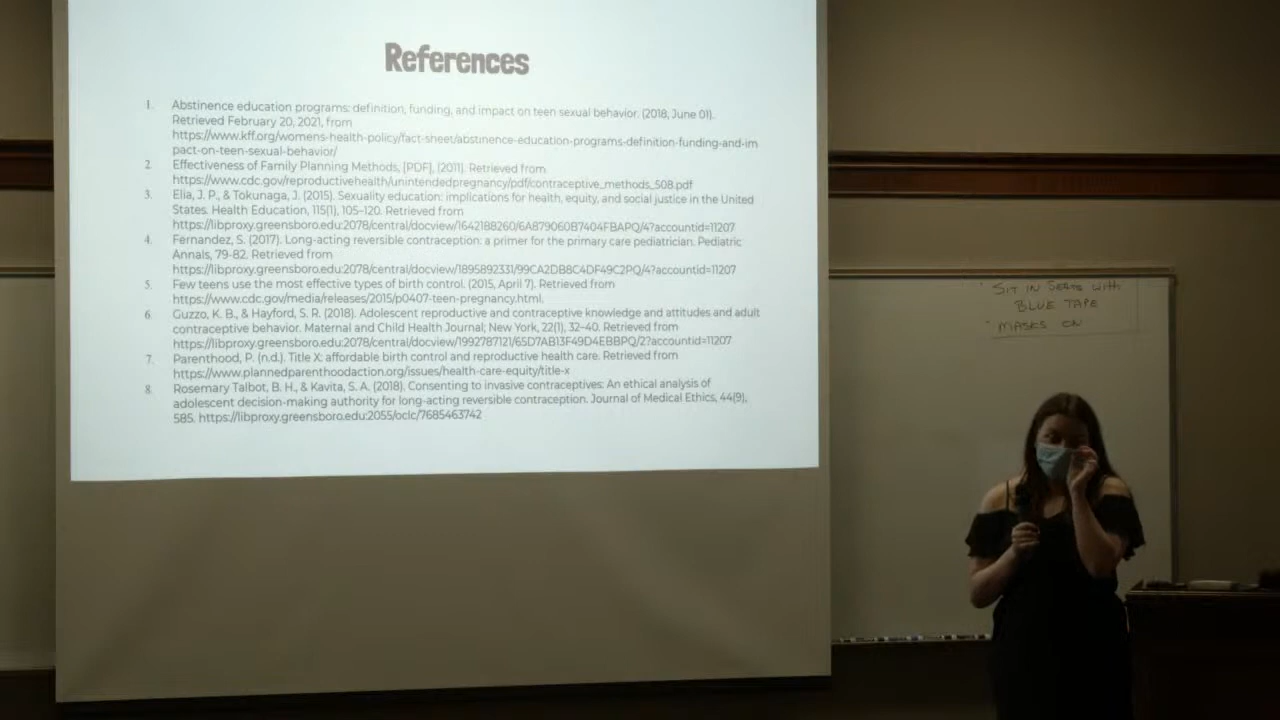 References
1. Abstinence education programs: definition, funding, and impact on teen sexual behavior. (2018, June 01).
Retrieved February 20, 2021, from
https://www.kff.org/womens-health-policy/fact-sheet/abstinence-education-programs-definition-funding-and-im
pact-on-teen-sexual-behavior/
2. Effectiveness of Family Planning Methods, [PDF], (2011). Retrieved from
https://www.cdc.gov/reproductivehealth/unintendedpregnancy/pdf/contraceptive_methods_508.pdf
3. Elia, J. P., & Tokunaga, J. (2015). Sexuality education: implications for health, equity, and social justice in the United
States. Health Education, 115(1), 105-120. Retrieved from
https://libproxy.greensboro.edu:2078/central/docview/1642188260/6A879060B7404FBAPQ/4?accountid=11207
4. Fernandez, S. (2017). Long-acting reversible contraception: a primer for the primary care pediatrician. Pediatric
Annals, 79-82. Retrieved from
https://libproxy.greensboro.edu:2078/central/docview/1895892331/99CA2DB8C4DF49C2PQ/4?accountid=11207
5. Few teens use the most effective types of birth control. (2015, April 7). Retrieved from
https://www.cdc.gov/media/releases/2015/p0407-teen-pregnancy.html.
6. Guzzo, K. B., & Hayford, S. R. (2018). Adolescent reproductive and contraceptive knowledge and attitudes and adult
contraceptive behavior. Maternal and Child Health Journal; New York, 22(1), 32-40. Retrieved from
https://libproxy.greensboro.edu:2078/central/docview/1992787121/65D7AB13F49D4EBBPQ/2?accountid=11207
7. Parenthood, P. (n.d.). Title X: affordable birth control and reproductive health care. Retrieved from
https://www.plannedparenthoodaction.org/issues/health-care-equity/title-x
8. Rosemary Talbot, B. H., & Kavita, S. A. (2018). Consenting to invasive contraceptives: An ethical analysis of
adolescent decision-making authority for long-acting reversible contraception. Journal of Medical Ethics, 44(9),
585. https://libproxy.greensboro.edu:2055/oclc/7685463742
SIT IN SEATS with
BLUE TAPE
MASKS ON